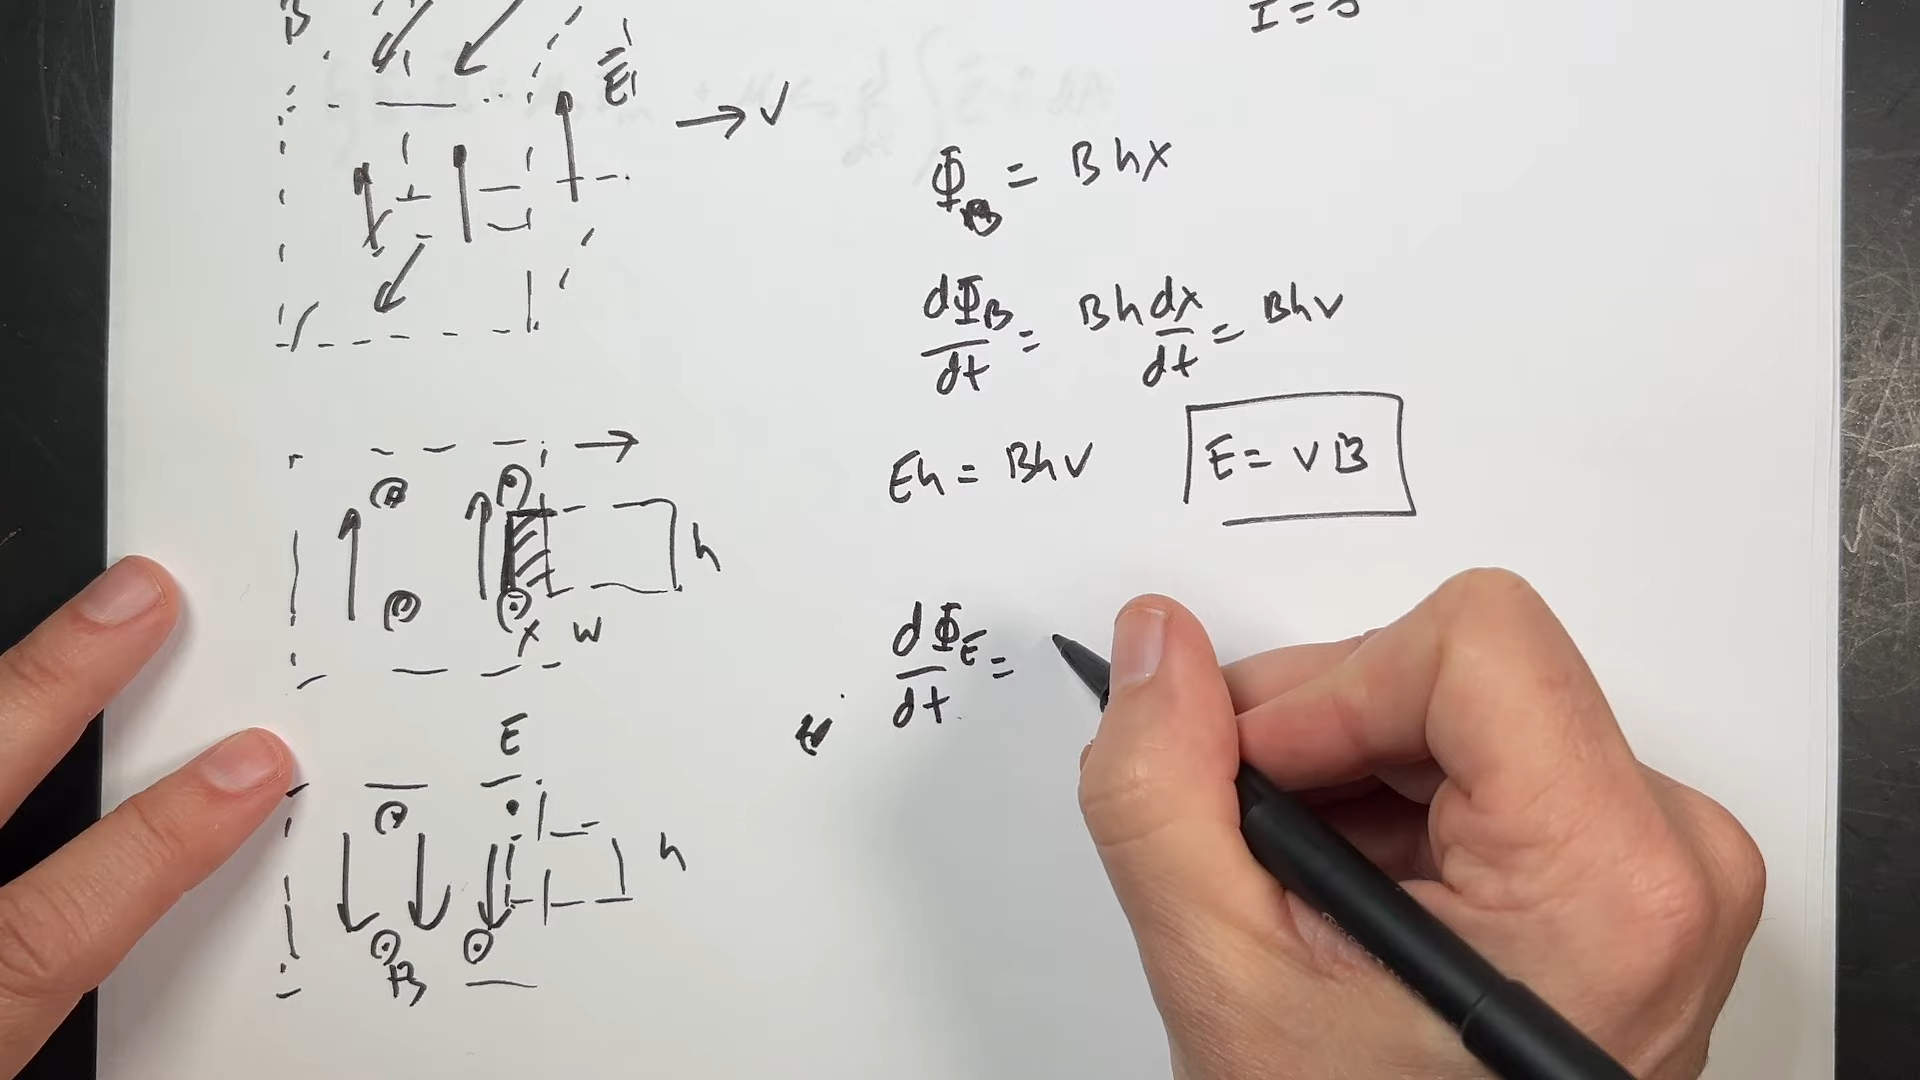 B
E
→ V
I =
Φ_B = BhX
dΦ_B/dt = Bh dx/dt = BhV
Eh = BhV
E = VB
h
X W
dΦ_E/dt =
E
h
B